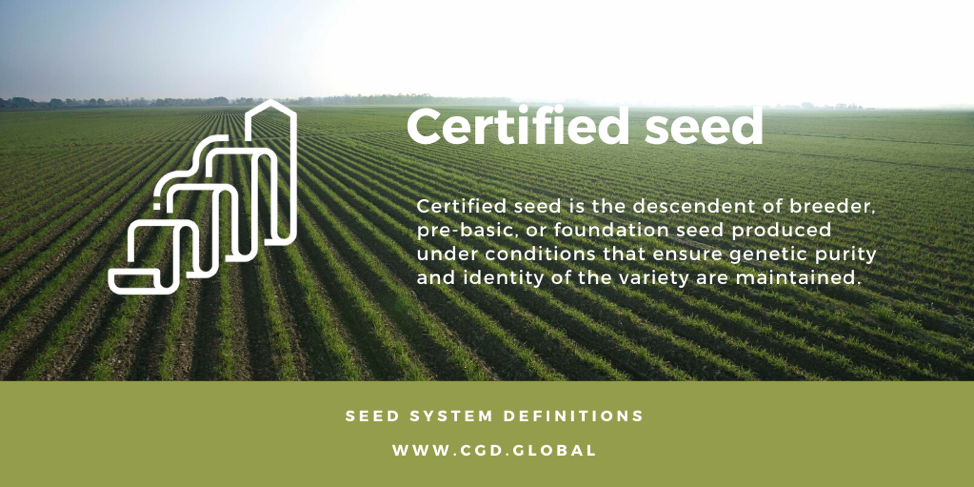 Certified seed
Certified seed is the descendent of breeder,
pre-basic, or foundation seed produced
under conditions that ensure genetic purity
and identity of the variety are maintained.
SEED SYSTEM DEFINITIONS
WWW.CGD.GLOBAL